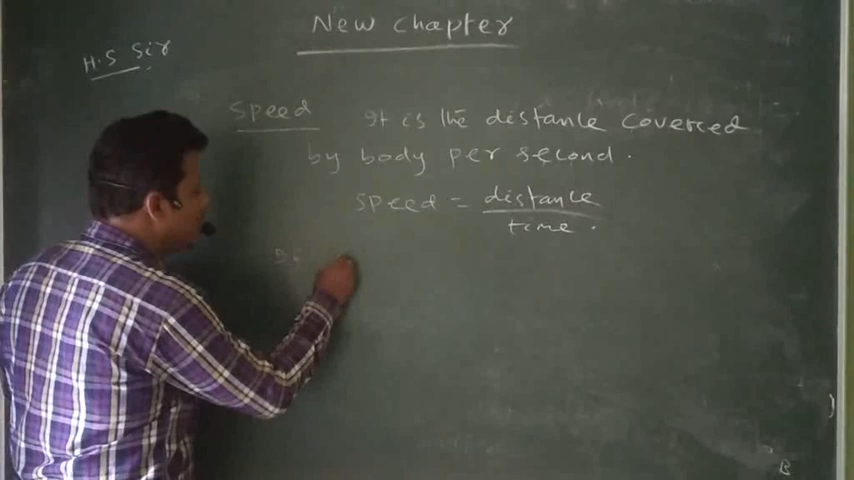 New chapter
H.S Sir
Speed It is the distance covered
by body per second.
speed = distance
time.
B